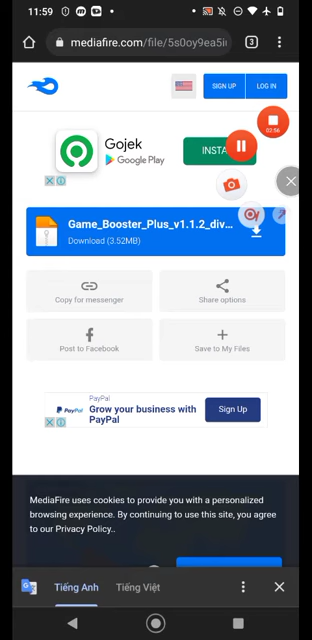 11:59
mediafire.com/file/5s0oy9ea5i
3
SIGN UP
LOG IN
Gojek
Google Play
INSTA
02:56
Game_Booster_Plus_v1.1.2_div…
Download (3.52MB)
Copy for messenger
Share options
Post to Facebook
Save to My Files
PayPal
PayPal
Grow your business with
PayPal
Sign Up
MediaFire uses cookies to provide you with a personalized
browsing experience. By continuing to use this site, you agree
to our Privacy Policy..
Tiếng Anh
Tiếng Việt